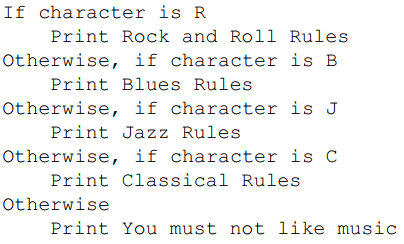 If character is R
    Print Rock and Roll Rules
Otherwise, if character is B
    Print Blues Rules
Otherwise, if character is J
    Print Jazz Rules
Otherwise, if character is C
    Print Classical Rules
Otherwise
    Print You must not like music